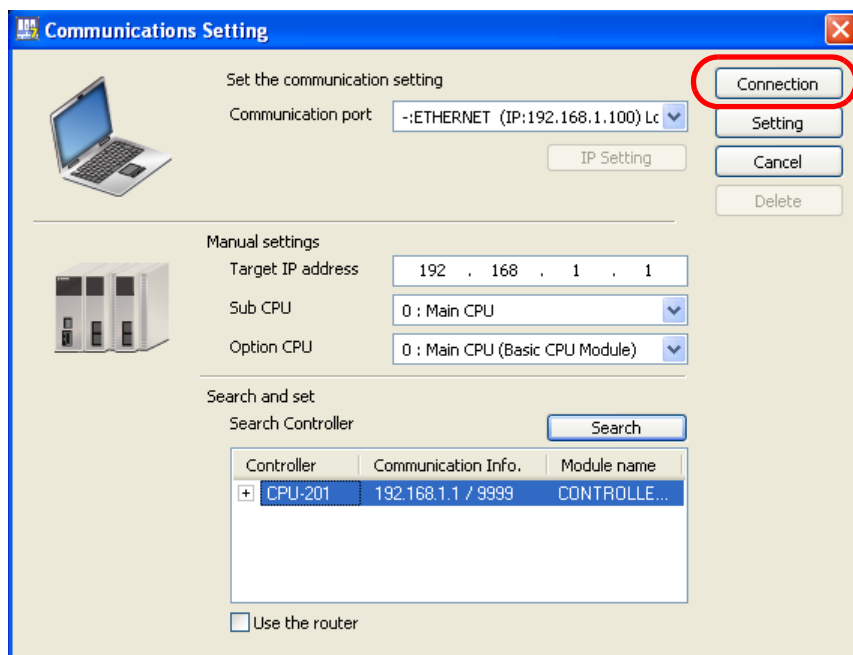 Communications Setting
Set the communication setting
Communication port
-:ETHERNET (IP:192.168.1.100) Lc
IP Setting
Connection
Setting
Cancel
Delete
Manual settings
Target IP address
192 . 168 . 1 . 1
Sub CPU
0 : Main CPU
Option CPU
0 : Main CPU (Basic CPU Module)
Search and set
Search Controller
Search
Controller Communication Info. Module name
+ CPU-201 192.168.1.1 / 9999 CONTROLLE...
Use the router